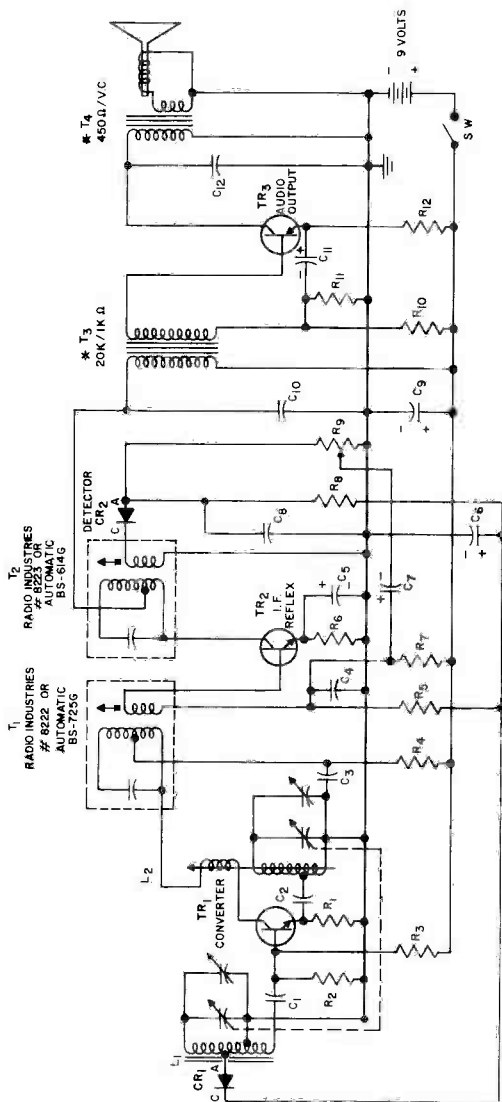 T1
RADIO INDUSTRIES
# 8222 OR
AUTOMATIC
BS-725G
T2
RADIO INDUSTRIES
# 8223 OR
AUTOMATIC
BS-614G
DETECTOR
CR2
C
A
* T3
20K/1KΩ
* T4
450Ω/V.C
L2
TR1
CONVERTER
TR2
I.F.
REFLEX
TR3
AUDIO
OUTPUT
L1
CR1
A
C
C1
C2
C3
C4
C5
+
-
C6
-
+
C7
+
-
C8
C9
-
+
C10
C11
-
+
C12
R1
R2
R3
R4
R5
R6
R7
R8
R9
R10
R11
R12
-
+
9 VOLTS
SW